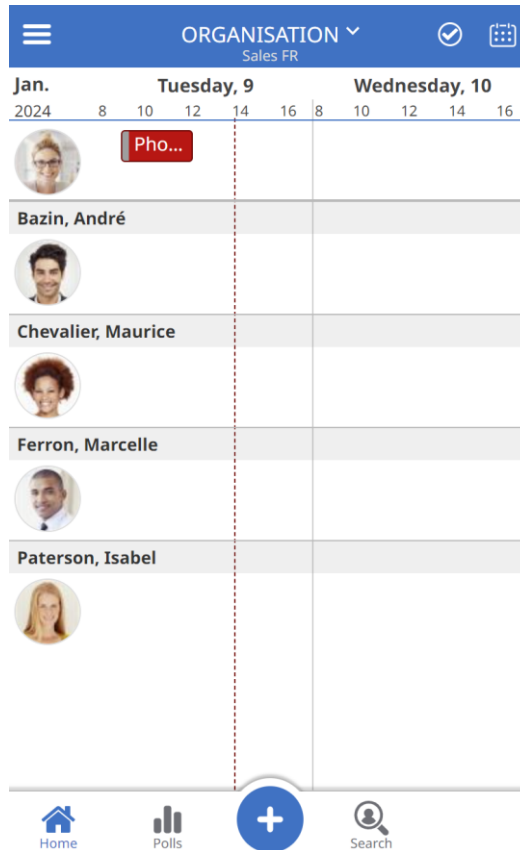 ORGANISATION
Sales FR
Jan. Tuesday, 9 Wednesday, 10
2024 8 10 12 14 16 8 10 12 14 16
Pho...
Bazin, André
Chevalier, Maurice
Ferron, Marcelle
Paterson, Isabel
Home Polls Search